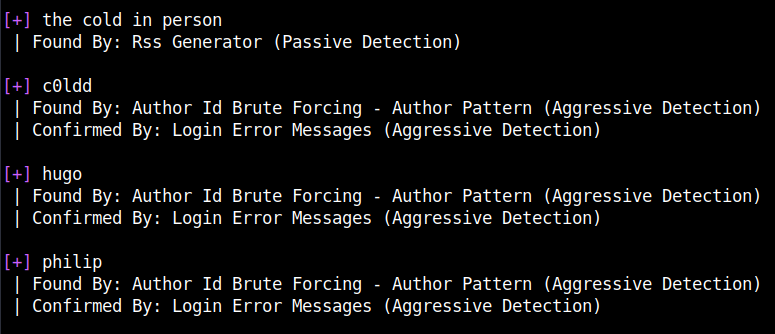 [+] the cold in person
| Found By: Rss Generator (Passive Detection)
[+] c0ldd
| Found By: Author Id Brute Forcing - Author Pattern (Aggressive Detection)
| Confirmed By: Login Error Messages (Aggressive Detection)
[+] hugo
| Found By: Author Id Brute Forcing - Author Pattern (Aggressive Detection)
| Confirmed By: Login Error Messages (Aggressive Detection)
[+] philip
| Found By: Author Id Brute Forcing - Author Pattern (Aggressive Detection)
| Confirmed By: Login Error Messages (Aggressive Detection)